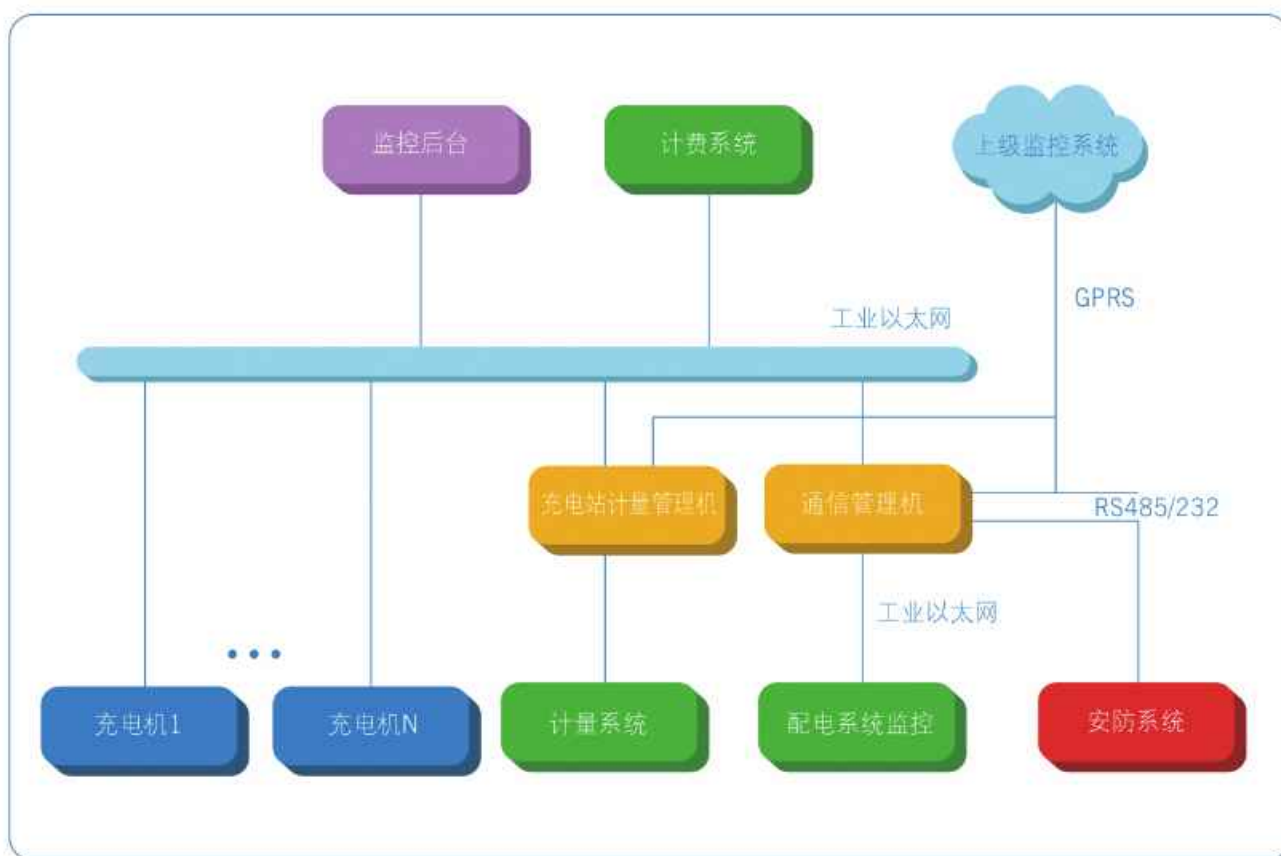 监控后台
计费系统
上级监控系统
GPRS
工业以太网
充电站计量管理机
通信管理机
RS485/232
工业以太网
充电机1
充电机N
计量系统
配电系统监控
安防系统